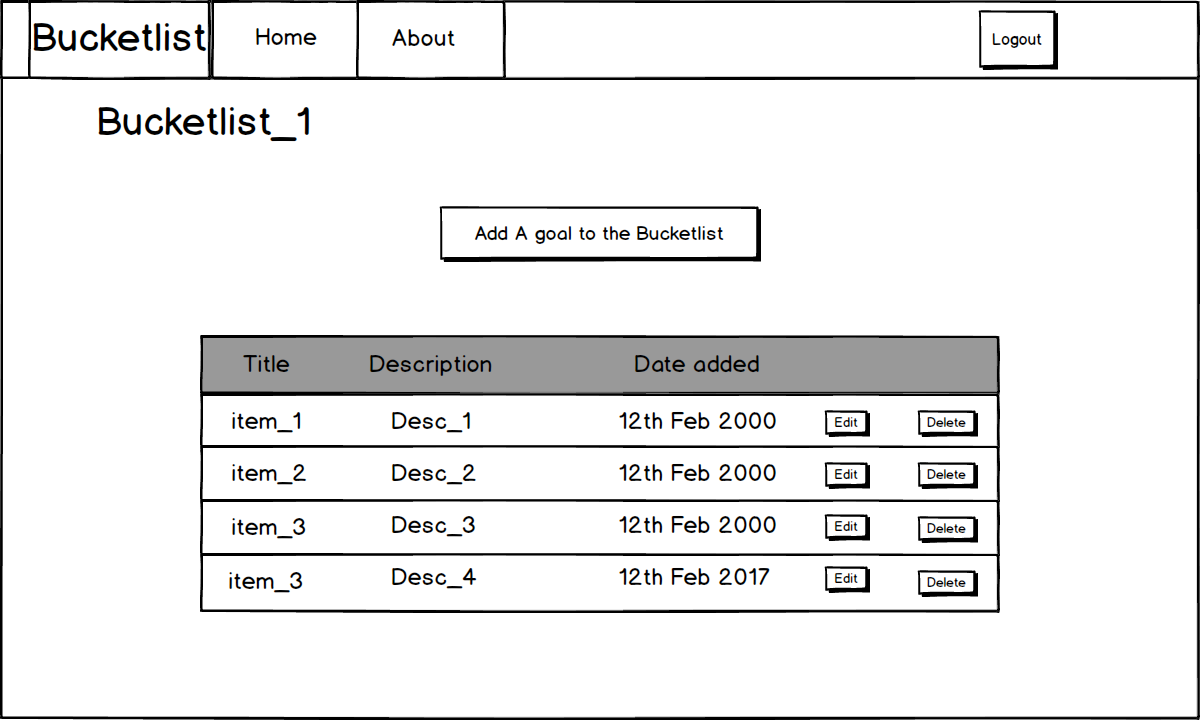 Bucketlist Home About Logout
Bucketlist_1
Add A goal to the Bucketlist
Title Description Date added
item_1 Desc_1 12th Feb 2000 Edit Delete
item_2 Desc_2 12th Feb 2000 Edit Delete
item_3 Desc_3 12th Feb 2000 Edit Delete
item_3 Desc_4 12th Feb 2017 Edit Delete